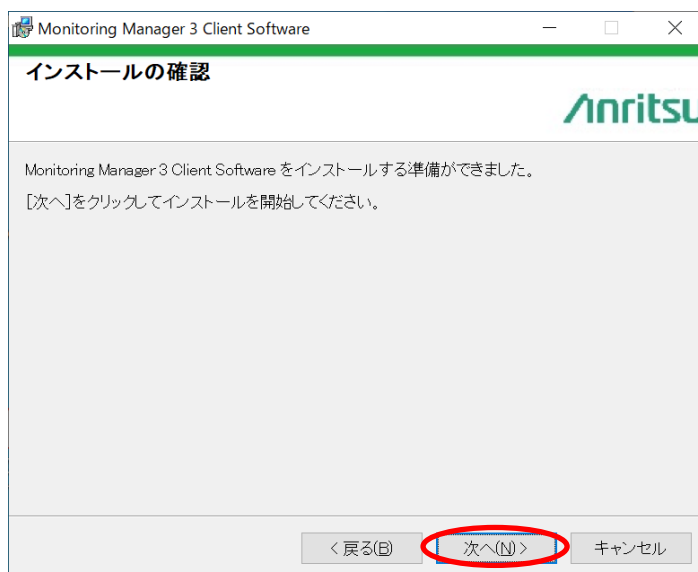 Monitoring Manager 3 Client Software
インストールの確認
Anritsu
Monitoring Manager 3 Client Software をインストールする準備ができました。
[次へ]をクリックしてインストールを開始してください。
< 戻る(B)
次へ(N) >
キャンセル